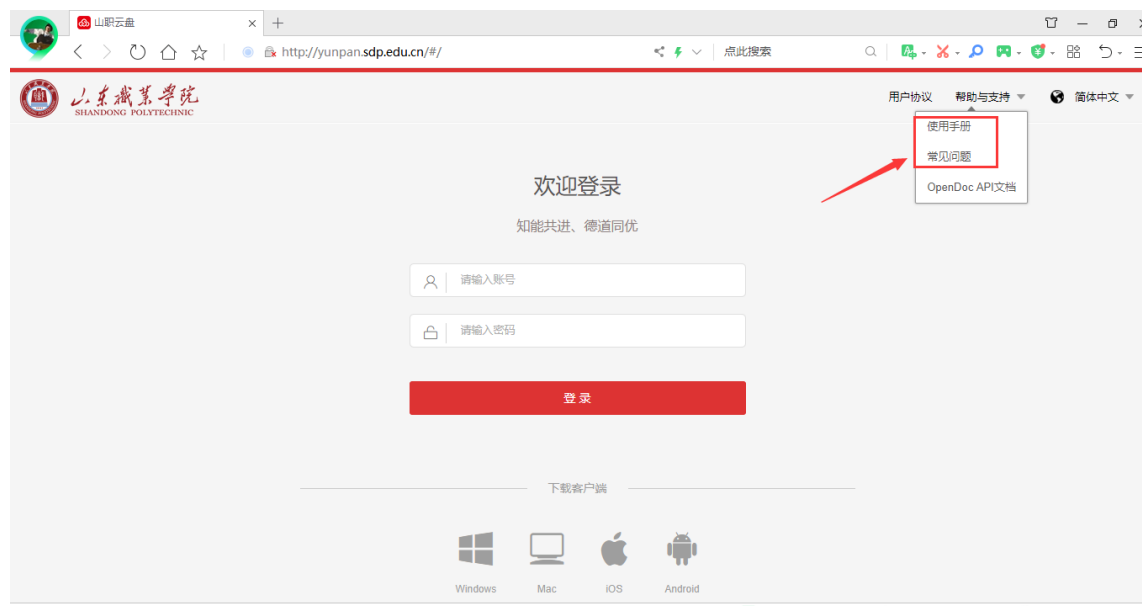 山职云盘
http://yunpan.sdp.edu.cn/#/
点此搜索
山东职业学院
SHANDONG POLYTECHNIC
用户协议 帮助与支持 简体中文
使用手册
常见问题
OpenDoc API文档
欢迎登录
知能共进、德道同优
请输入账号
请输入密码
登录
下载客户端
Windows Mac iOS Android